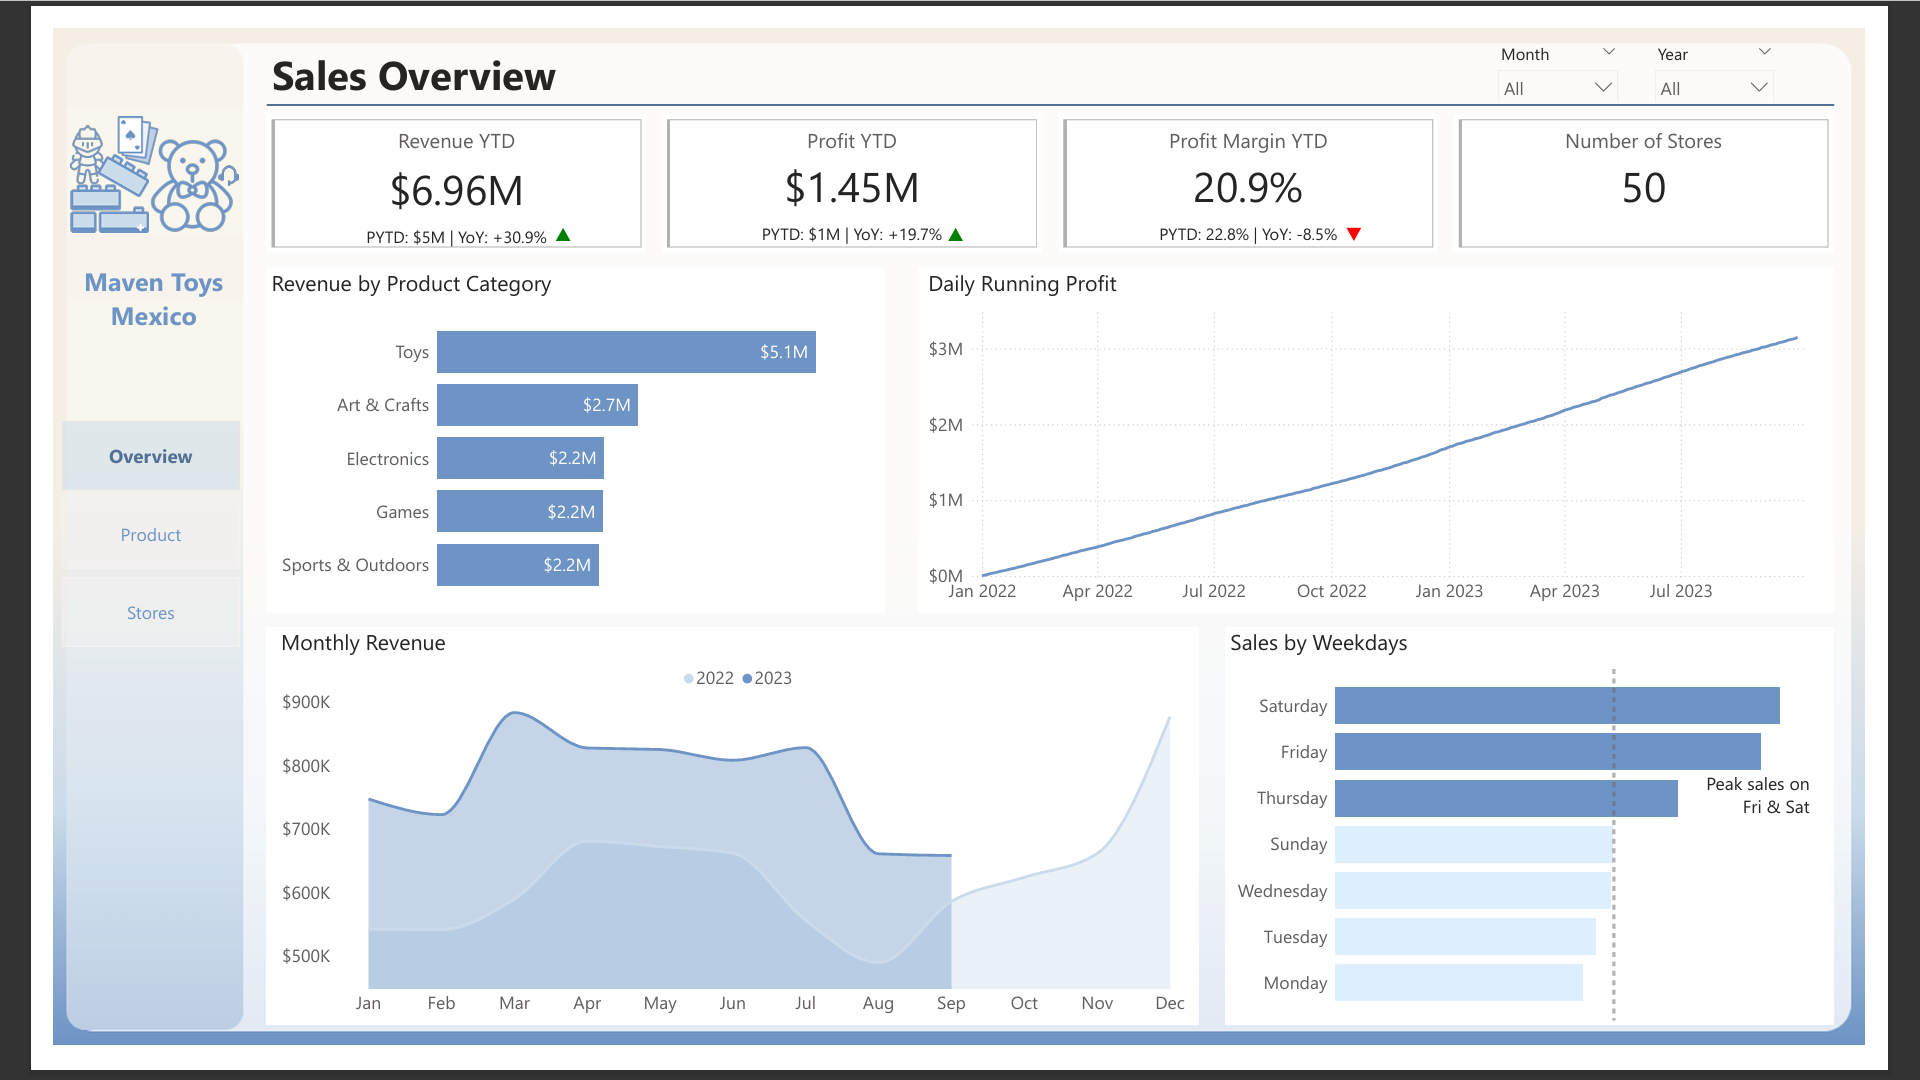 Sales Overview
Month
Year
All
All
Maven Toys
Mexico
Overview
Product
Stores
Revenue YTD
$6.96M
PYTD: $5M | YoY: +30.9%
Profit YTD
$1.45M
PYTD: $1M | YoY: +19.7%
Profit Margin YTD
20.9%
PYTD: 22.8% | YoY: -8.5%
Number of Stores
50
Revenue by Product Category
Toys $5.1M
Art & Crafts $2.7M
Electronics $2.2M
Games $2.2M
Sports & Outdoors $2.2M
Daily Running Profit
$3M
$2M
$1M
$0M
Jan 2022 Apr 2022 Jul 2022 Oct 2022 Jan 2023 Apr 2023 Jul 2023
Monthly Revenue
2022 2023
$900K
$800K
$700K
$600K
$500K
Jan Feb Mar Apr May Jun Jul Aug Sep Oct Nov Dec
Sales by Weekdays
Saturday
Friday
Thursday
Peak sales on
Fri & Sat
Sunday
Wednesday
Tuesday
Monday